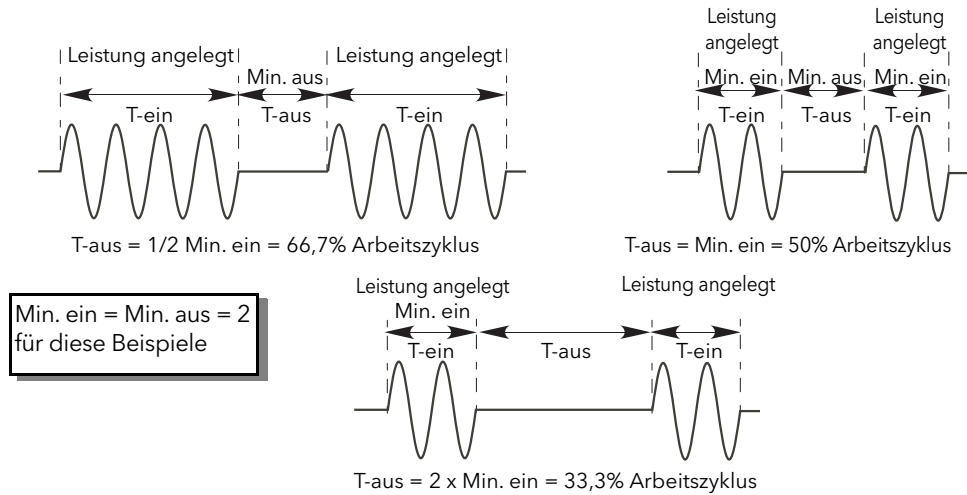 Leistung angelegt
Leistung angelegt
Min. aus
T-ein
T-aus
T-ein
T-aus = 1/2 Min. ein = 66,7% Arbeitszyklus
Leistung
angelegt
Leistung
angelegt
Min. ein
Min. aus
Min. ein
T-ein
T-aus
T-ein
T-aus = Min. ein = 50% Arbeitszyklus
Min. ein = Min. aus = 2
für diese Beispiele
Leistung angelegt
Leistung angelegt
Min. ein
T-ein
T-aus
T-ein
T-aus = 2 x Min. ein = 33,3% Arbeitszyklus